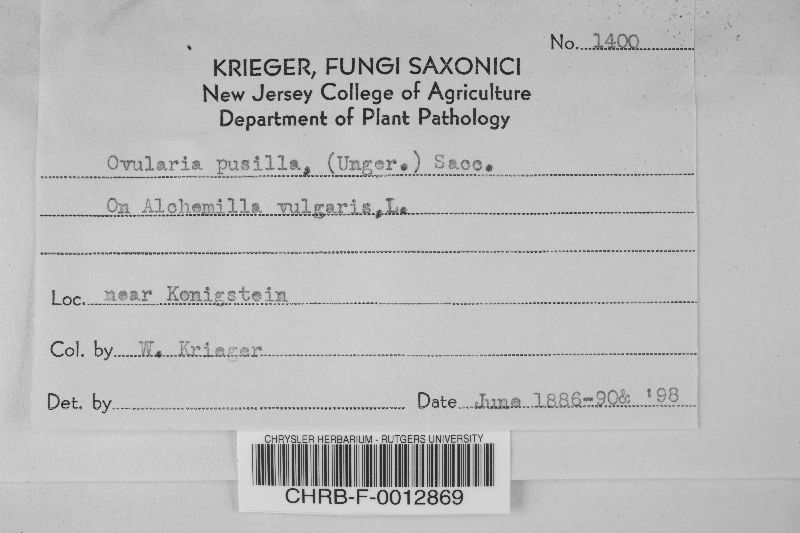 No. 1400
KRIEGER, FUNGI SAXONICI
New Jersey College of Agriculture
Department of Plant Pathology
Ovularia pusilla, (Unger.) Sacc.
On Alchemilla vulgaris,L.
Loc. near Konigstein
Col. by W. Krieger
Det. by Date June 1886-90& '98
CHRYSLER HERBARIUM - RUTGERS UNIVERSITY
CHRB-F-0012869